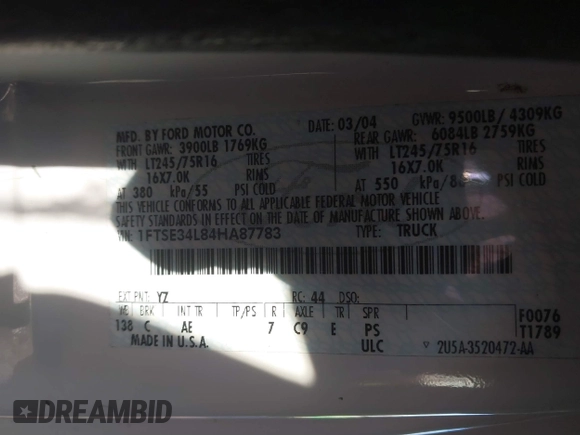 MFD. BY FORD MOTOR CO.
DATE: 03/04
GVWR: 9500LB/ 4309KG
FRONT GAWR: 3900LB 1769KG
REAR GAWR: 6084LB 2759KG
WITH LT245/75R16 TIRES
WITH LT245/75R16 TIRES
16X7.0K RIMS
16X7.0K RIMS
AT 380 kPa/55 PSI COLD
AT 550 kPa/ PSI COLD
THIS VEHICLE CONFORMS TO ALL APPLICABLE FEDERAL MOTOR VEHICLE
SAFETY STANDARDS IN EFFECT ON THE DATE OF MANUFACTURE SHOWN ABOVE.
VIN: 1FTSE34L84HA87783
TYPE: TRUCK
EXT PNT: YZ RC: 44 DSO:
WB BRK INT TR TP/PS R AXLE TR SPR
138 C AE 7 C9 E PS
F0076
T1789
MADE IN U.S.A.
ULC
2U5A-3520472-AA
DREAMBID